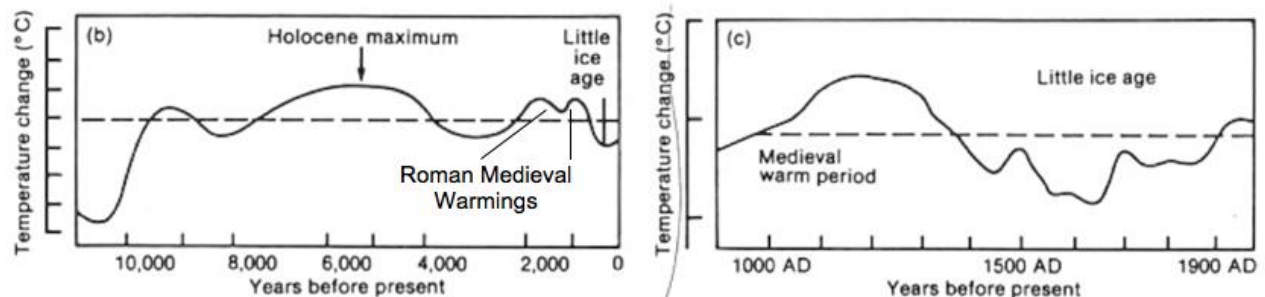 (b)
Holocene maximum
Little
ice
age
Temperature change (°C)
Roman Medieval
Warmings
10,000
8,000
6,000
4,000
2,000
0
Years before present
(c)
Little ice age
Temperature change (°C)
Medieval
warm period
1000 AD
1500 AD
1900 AD
Years before present